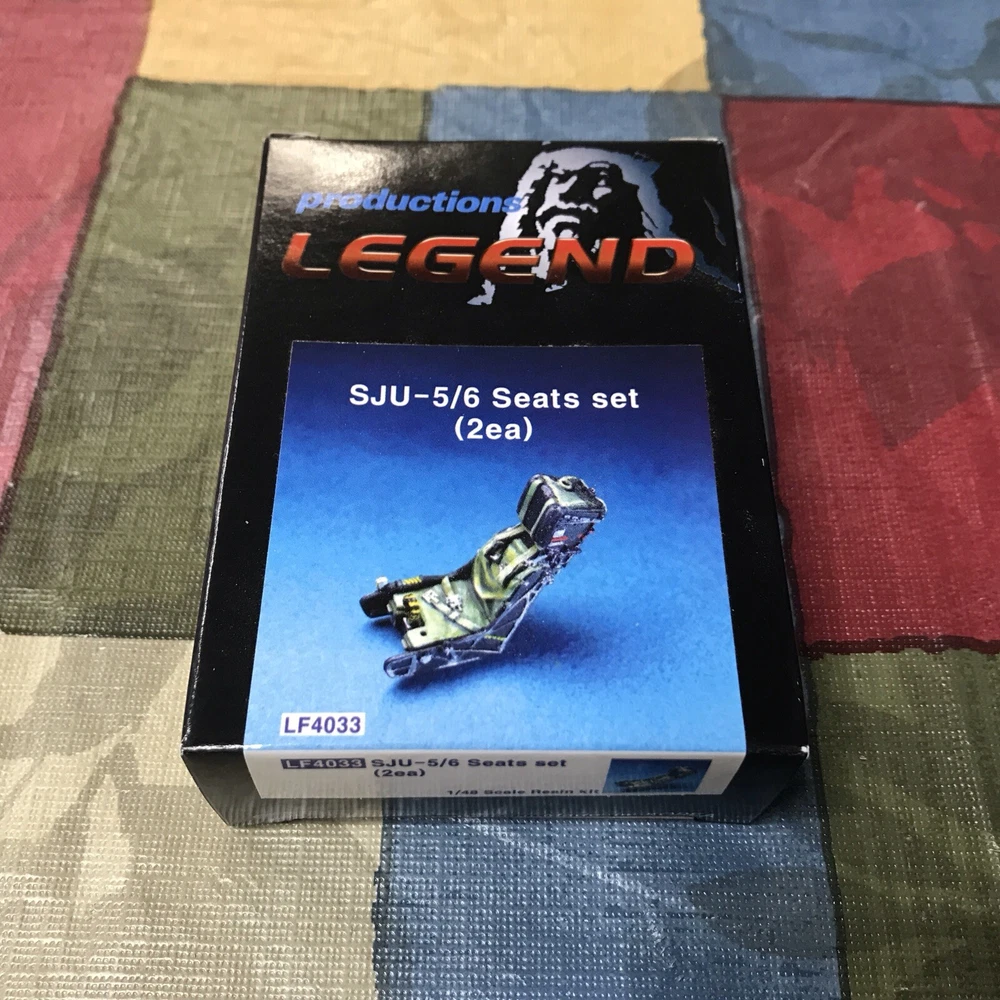 productions
LEGEND
SJU-5/6 Seats set
(2ea)
LF4033
LF4033 SJU-5/6 Seats set
(2ea)
1/48 Scale Resin kit